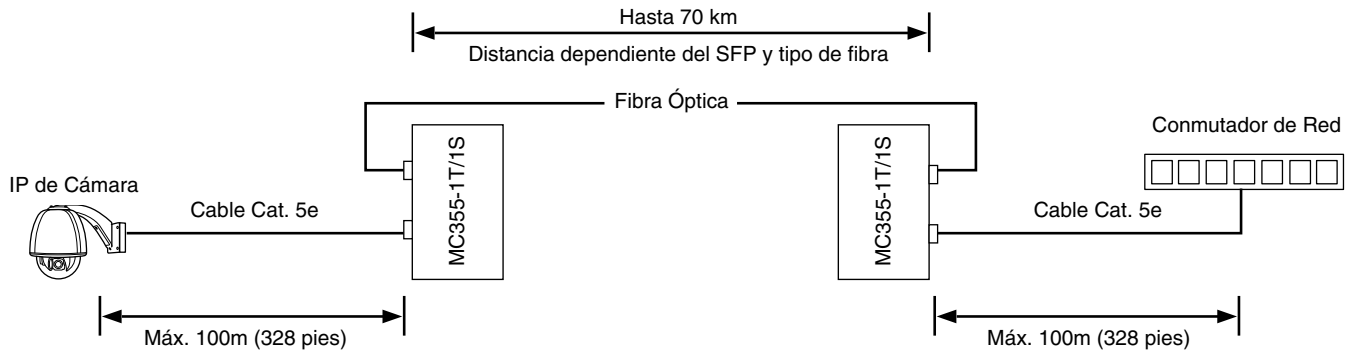 Hasta 70 km
Distancia dependiente del SFP y tipo de fibra
Fibra Óptica
MC355-1T/1S
MC355-1T/1S
Conmutador de Red
IP de Cámara
Cable Cat. 5e
Cable Cat. 5e
Máx. 100m (328 pies)
Máx. 100m (328 pies)